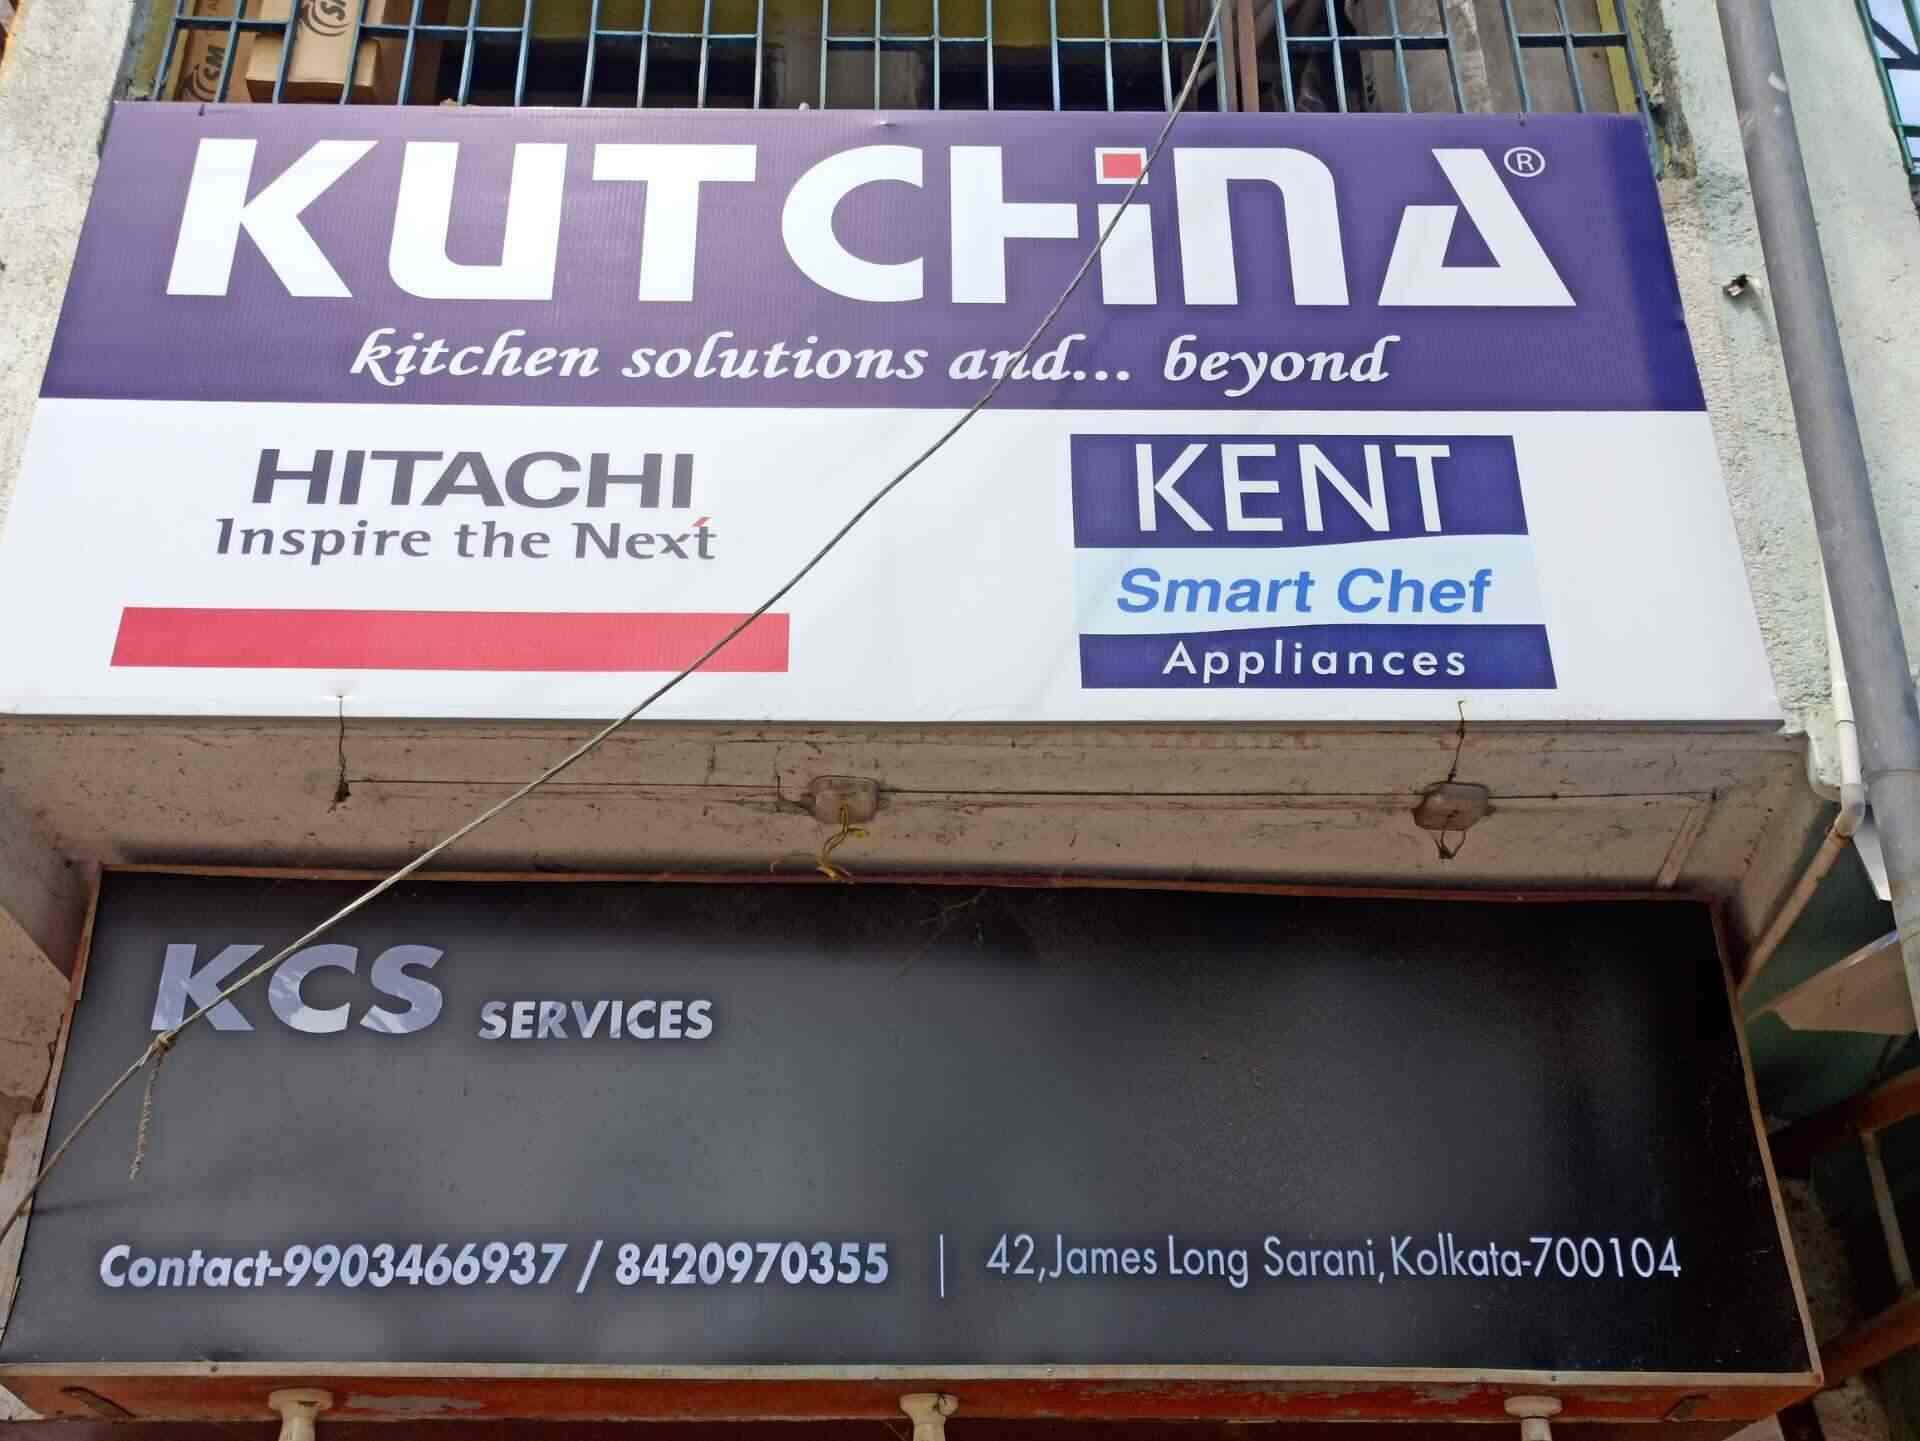 KUTCHINA®
kitchen solutions and... beyond
HITACHI
Inspire the Next
KENT
Smart Chef
Appliances
KCS SERVICES
Contact-9903466937 / 8420970355 | 42,James Long Sarani,Kolkata-700104